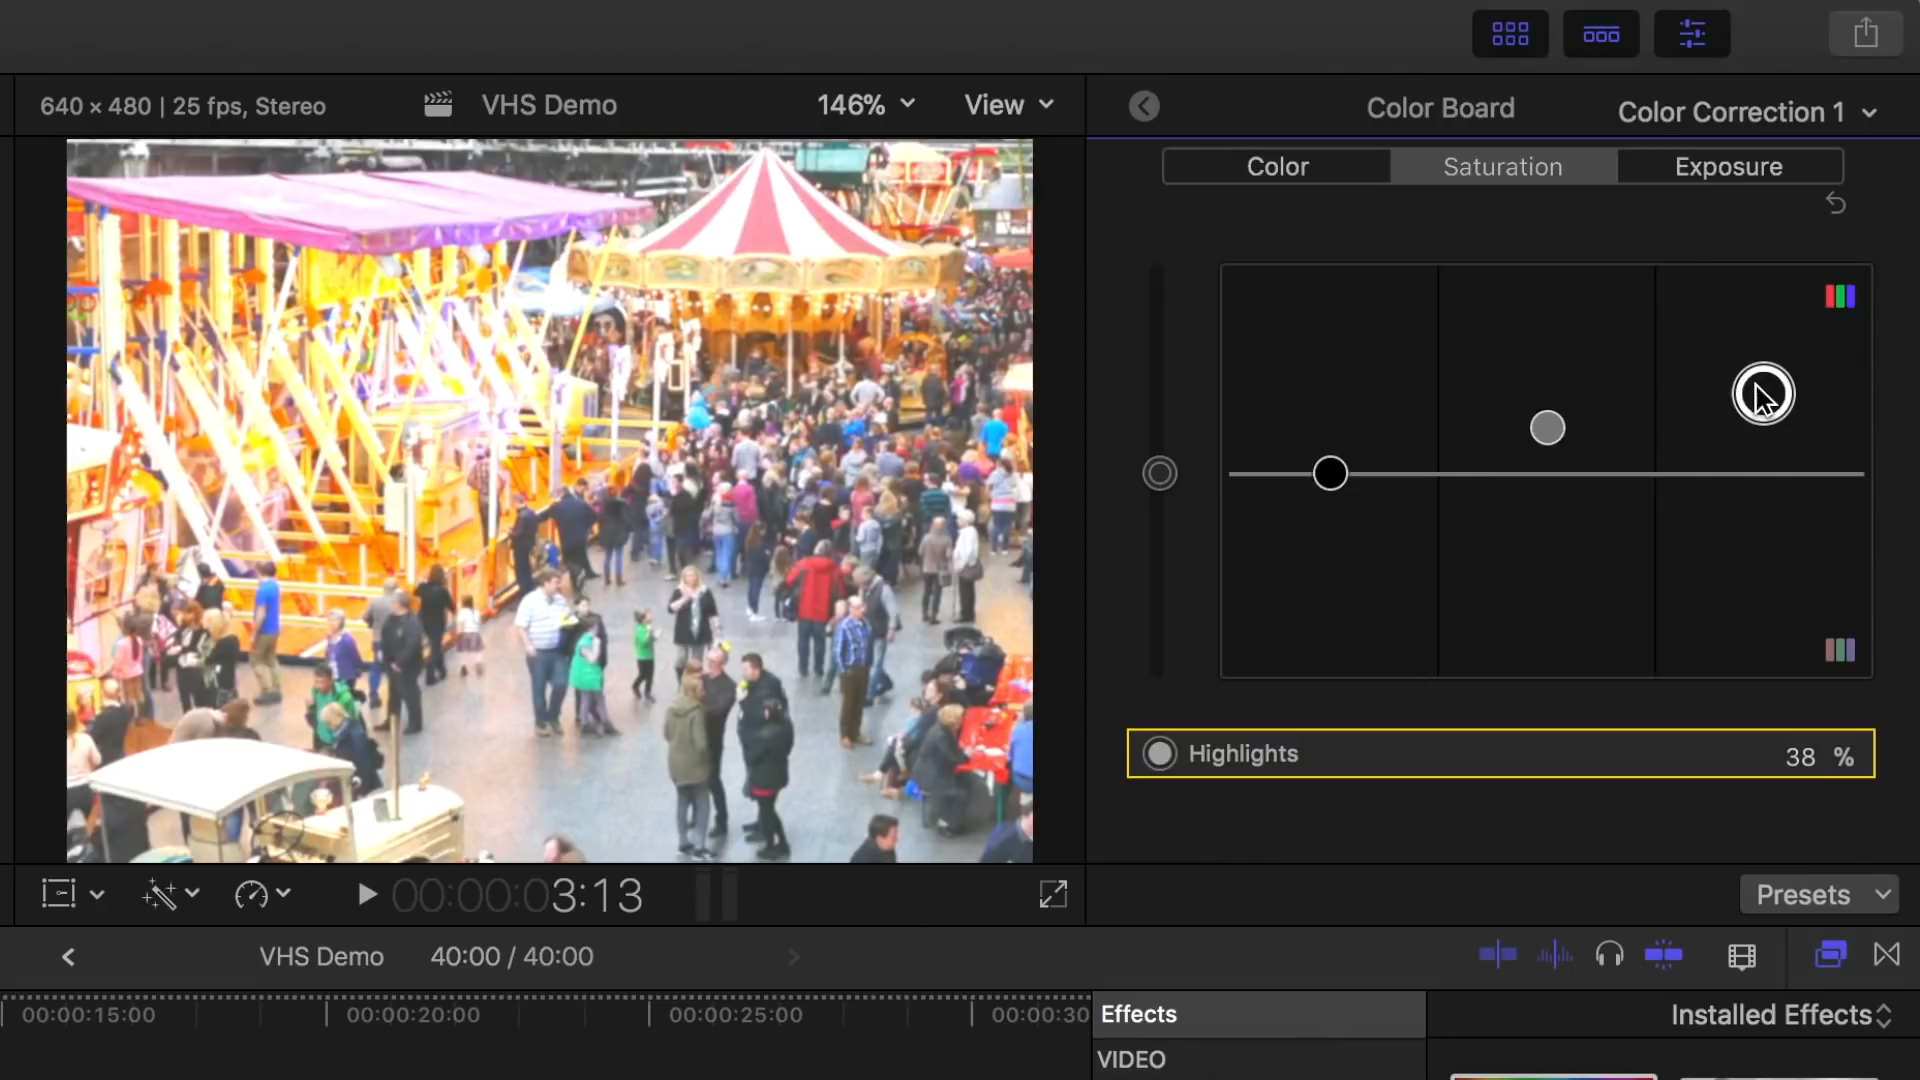 640 × 480 | 25 fps, Stereo
VHS Demo
146%
View
Color Board
Color Correction 1
Color
Saturation
Exposure
Highlights
38 %
00:00:03:13
Presets
VHS Demo
40:00 / 40:00
00:00:15:00
00:00:20:00
00:00:25:00
00:00:30
Effects
Installed Effects
VIDEO